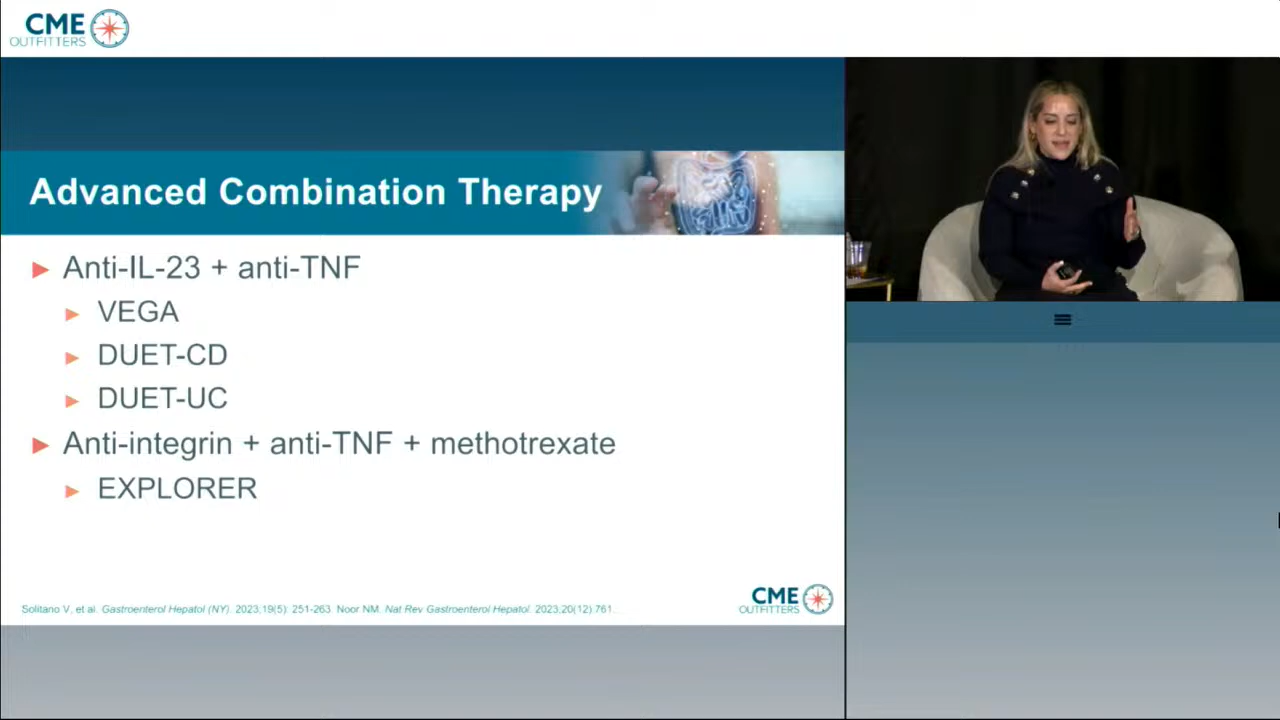 CME
OUTFITTERS
Advanced Combination Therapy
Anti-IL-23 + anti-TNF
VEGA
DUET-CD
DUET-UC
Anti-integrin + anti-TNF + methotrexate
EXPLORER
Solitano V, et al. Gastroenterol Hepatol (NY). 2023;19(5): 251-263. Noor NM. Nat Rev Gastroenterol Hepatol. 2023;20(12) 761...
CME
OUTFITTERS